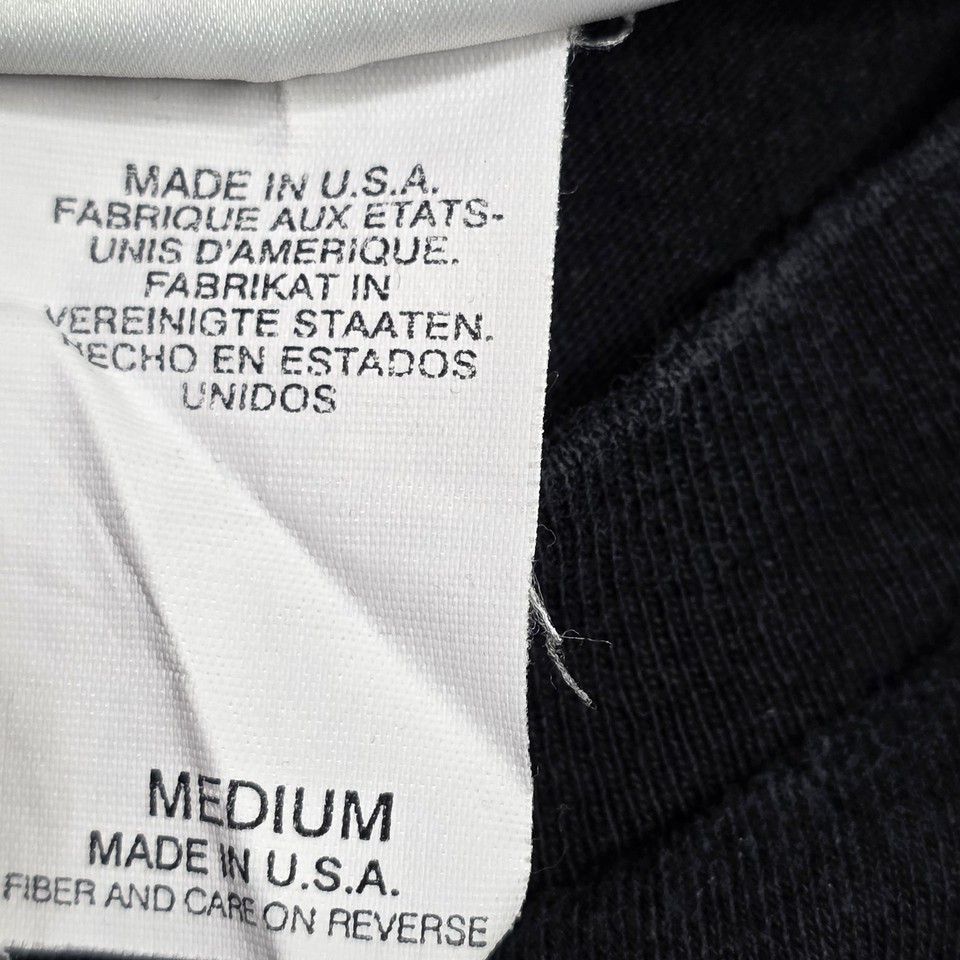 MADE IN U.S.A.
FABRIQUE AUX ETATS-
UNIS D'AMERIQUE.
FABRIKAT IN
VEREINIGTE STAATEN.
HECHO EN ESTADOS
UNIDOS
MEDIUM
MADE IN U.S.A.
FIBER AND CARE ON REVERSE